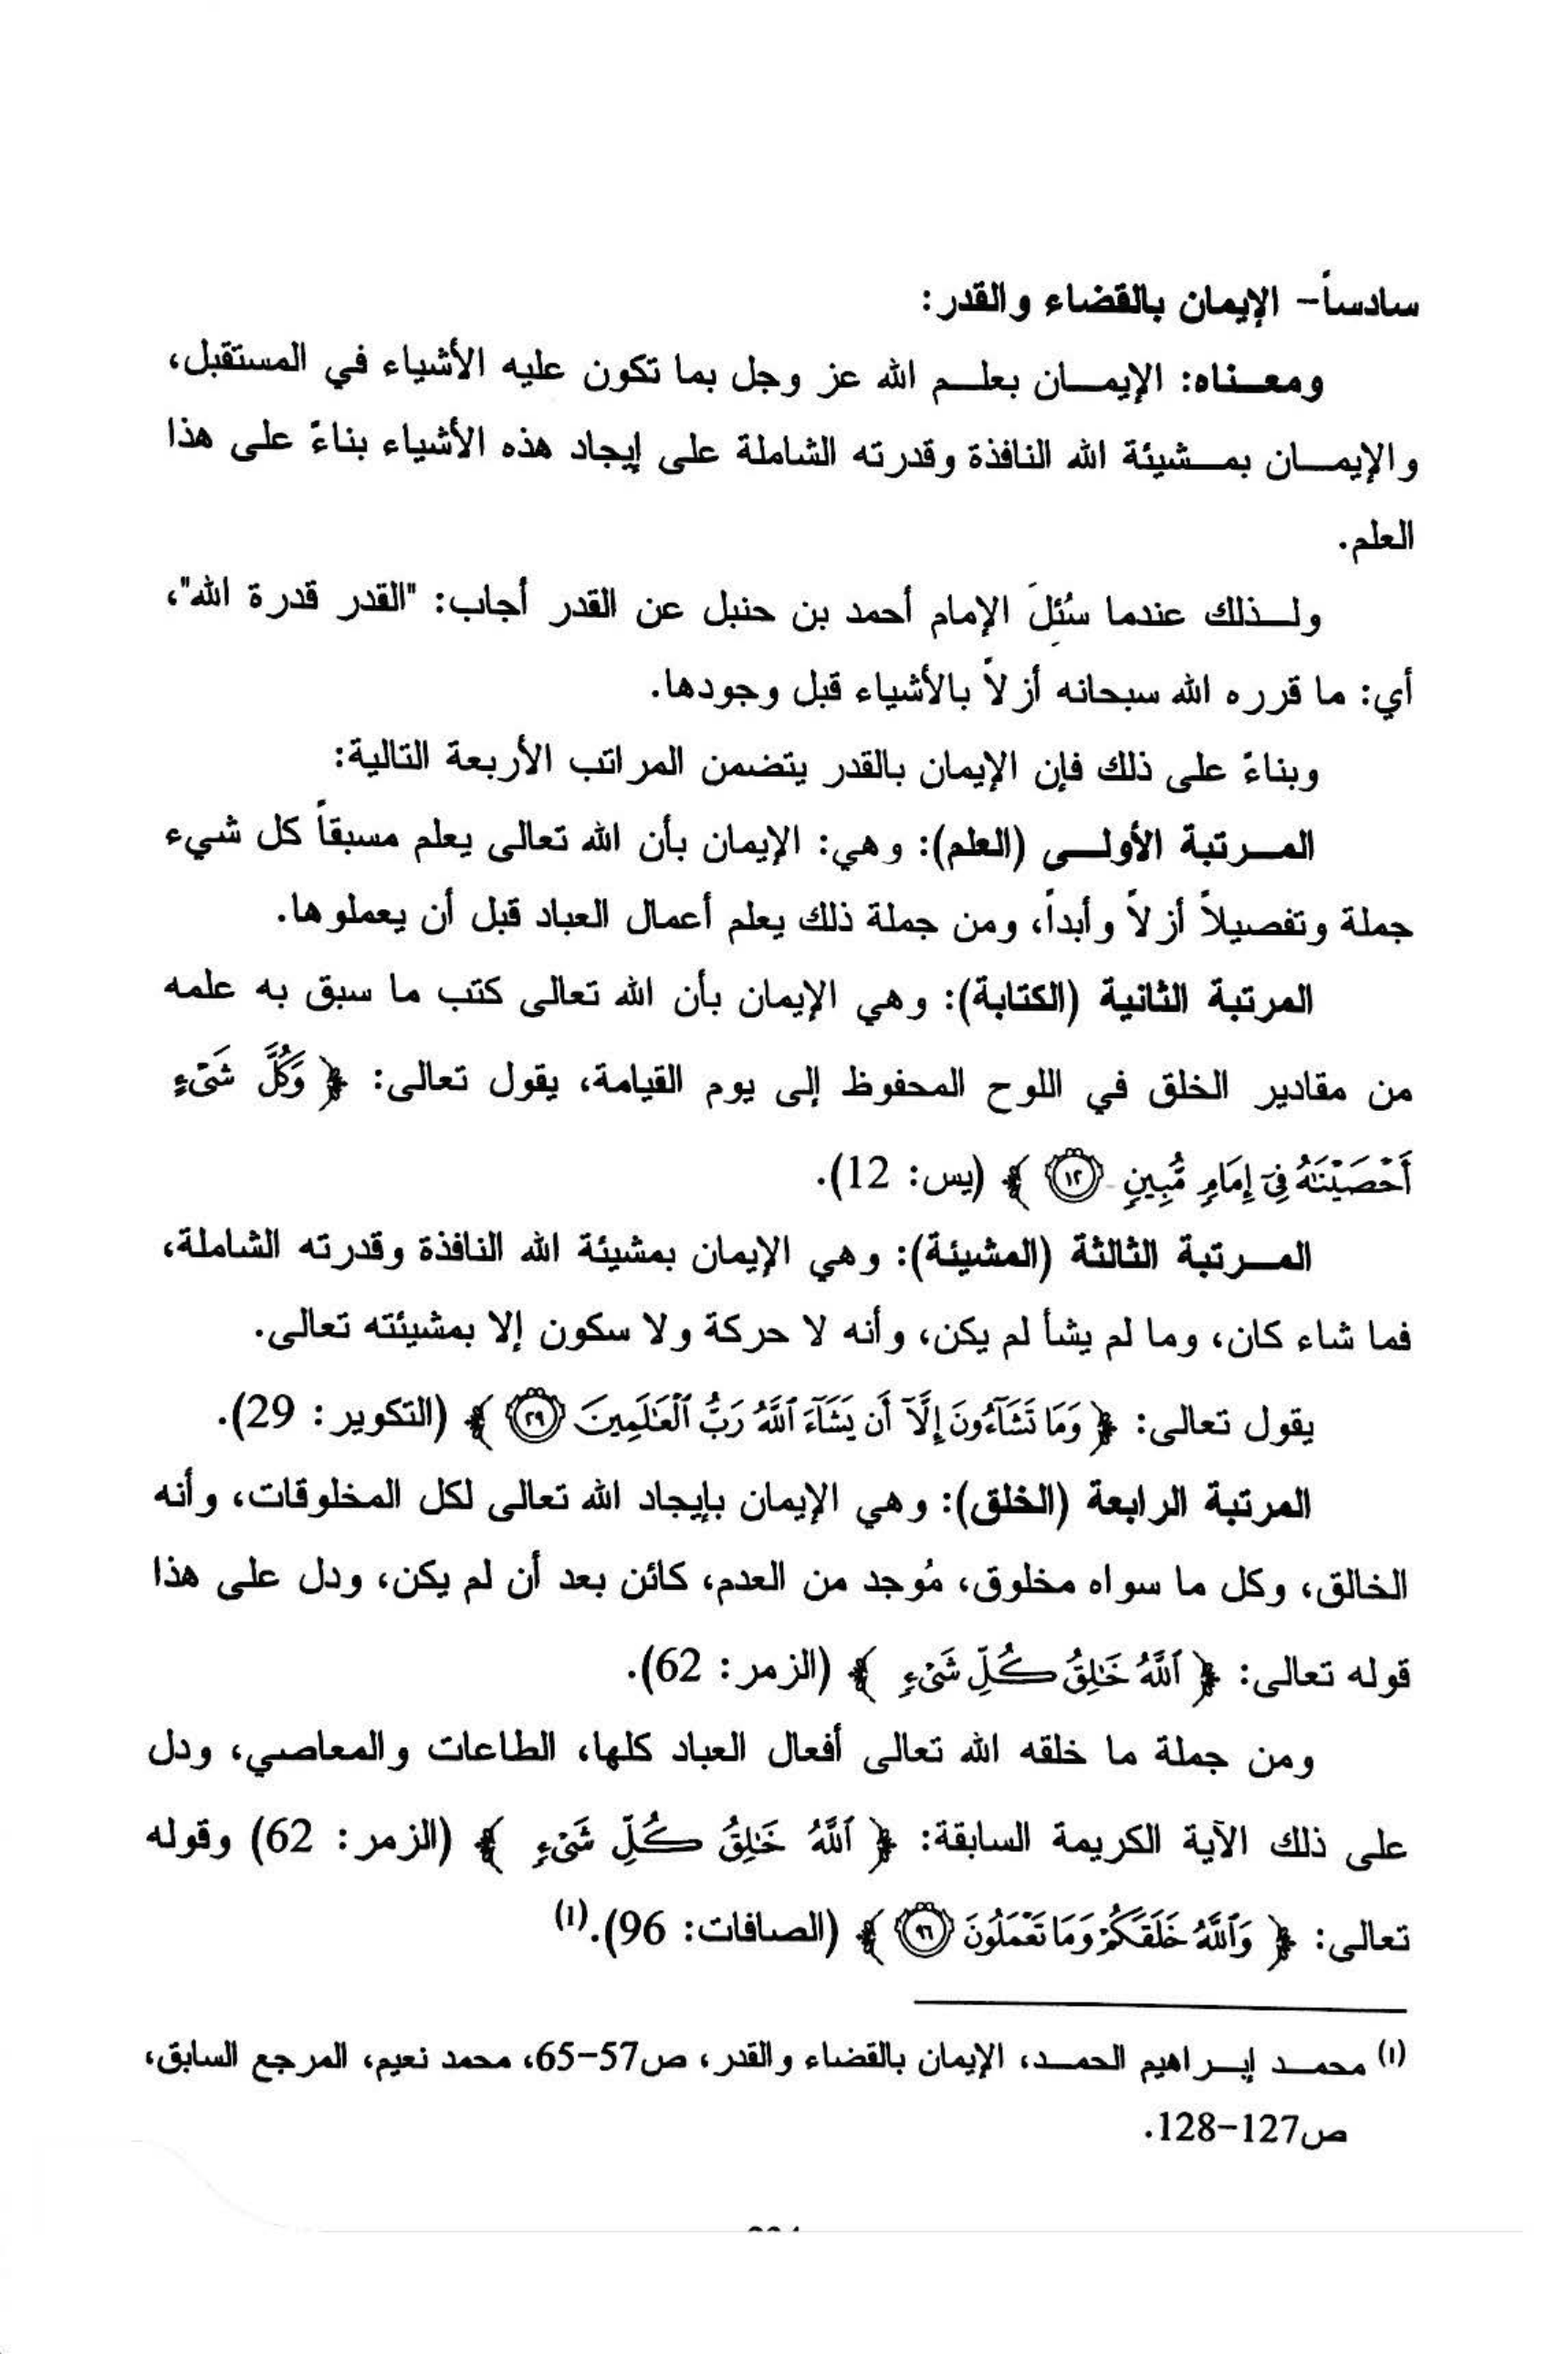 سادساً- الإيمان بالقضاء والقدر:
ومعناه: الإيمان بعلم الله عز وجل بما تكون عليه الأشياء في المستقبل،
والإيمان بمشيئة الله النافذة وقدرته الشاملة على إيجاد هذه الأشياء بناءً على هذا
العلم.
ولذلك عندما سُئِلَ الإمام أحمد بن حنبل عن القدر أجاب: "القدر قدرة الله"،
أي: ما قرره الله سبحانه أزلاً بالأشياء قبل وجودها.
وبناءً على ذلك فإن الإيمان بالقدر يتضمن المراتب الأربعة التالية:
المرتبة الأولى (العلم): وهي: الإيمان بأن الله تعالى يعلم مسبقاً كل شيء
جملة وتفصيلاً أزلاً وأبداً، ومن جملة ذلك يعلم أعمال العباد قبل أن يعملوها.
المرتبة الثانية (الكتابة): وهي الإيمان بأن الله تعالى كتب ما سبق به علمه
من مقادير الخلق في اللوح المحفوظ إلى يوم القيامة، يقول تعالى: ﴿ وَكُلَّ شَىْءٍ
أَحْصَيْنَٰهُ فِىٓ إِمَامٍ مُّبِينٍ ١٢ ﴾ (يس: 12).
المرتبة الثالثة (المشيئة): وهي الإيمان بمشيئة الله النافذة وقدرته الشاملة،
فما شاء كان، وما لم يشأ لم يكن، وأنه لا حركة ولا سكون إلا بمشيئته تعالى.
يقول تعالى: ﴿ وَمَا تَشَآءُونَ إِلَّآ أَن يَشَآءَ ٱللَّهُ رَبُّ ٱلْعَٰلَمِينَ ٢٩ ﴾ (التكوير: 29).
المرتبة الرابعة (الخلق): وهي الإيمان بإيجاد الله تعالى لكل المخلوقات، وأنه
الخالق، وكل ما سواه مخلوق، مُوجد من العدم، كائن بعد أن لم يكن، ودل على هذا
قوله تعالى: ﴿ ٱللَّهُ خَٰلِقُ كُلِّ شَىْءٍ ﴾ (الزمر: 62).
ومن جملة ما خلقه الله تعالى أفعال العباد كلها، الطاعات والمعاصي، ودل
على ذلك الآية الكريمة السابقة: ﴿ ٱللَّهُ خَٰلِقُ كُلِّ شَىْءٍ ﴾ (الزمر: 62) وقوله
تعالى: ﴿ وَٱللَّهُ خَلَقَكُمْ وَمَا تَعْمَلُونَ ٩٦ ﴾ (الصافات: 96).(١)
(١) محمد إبراهيم الحمد، الإيمان بالقضاء والقدر، ص57-65، محمد نعيم، المرجع السابق،
ص127-128.